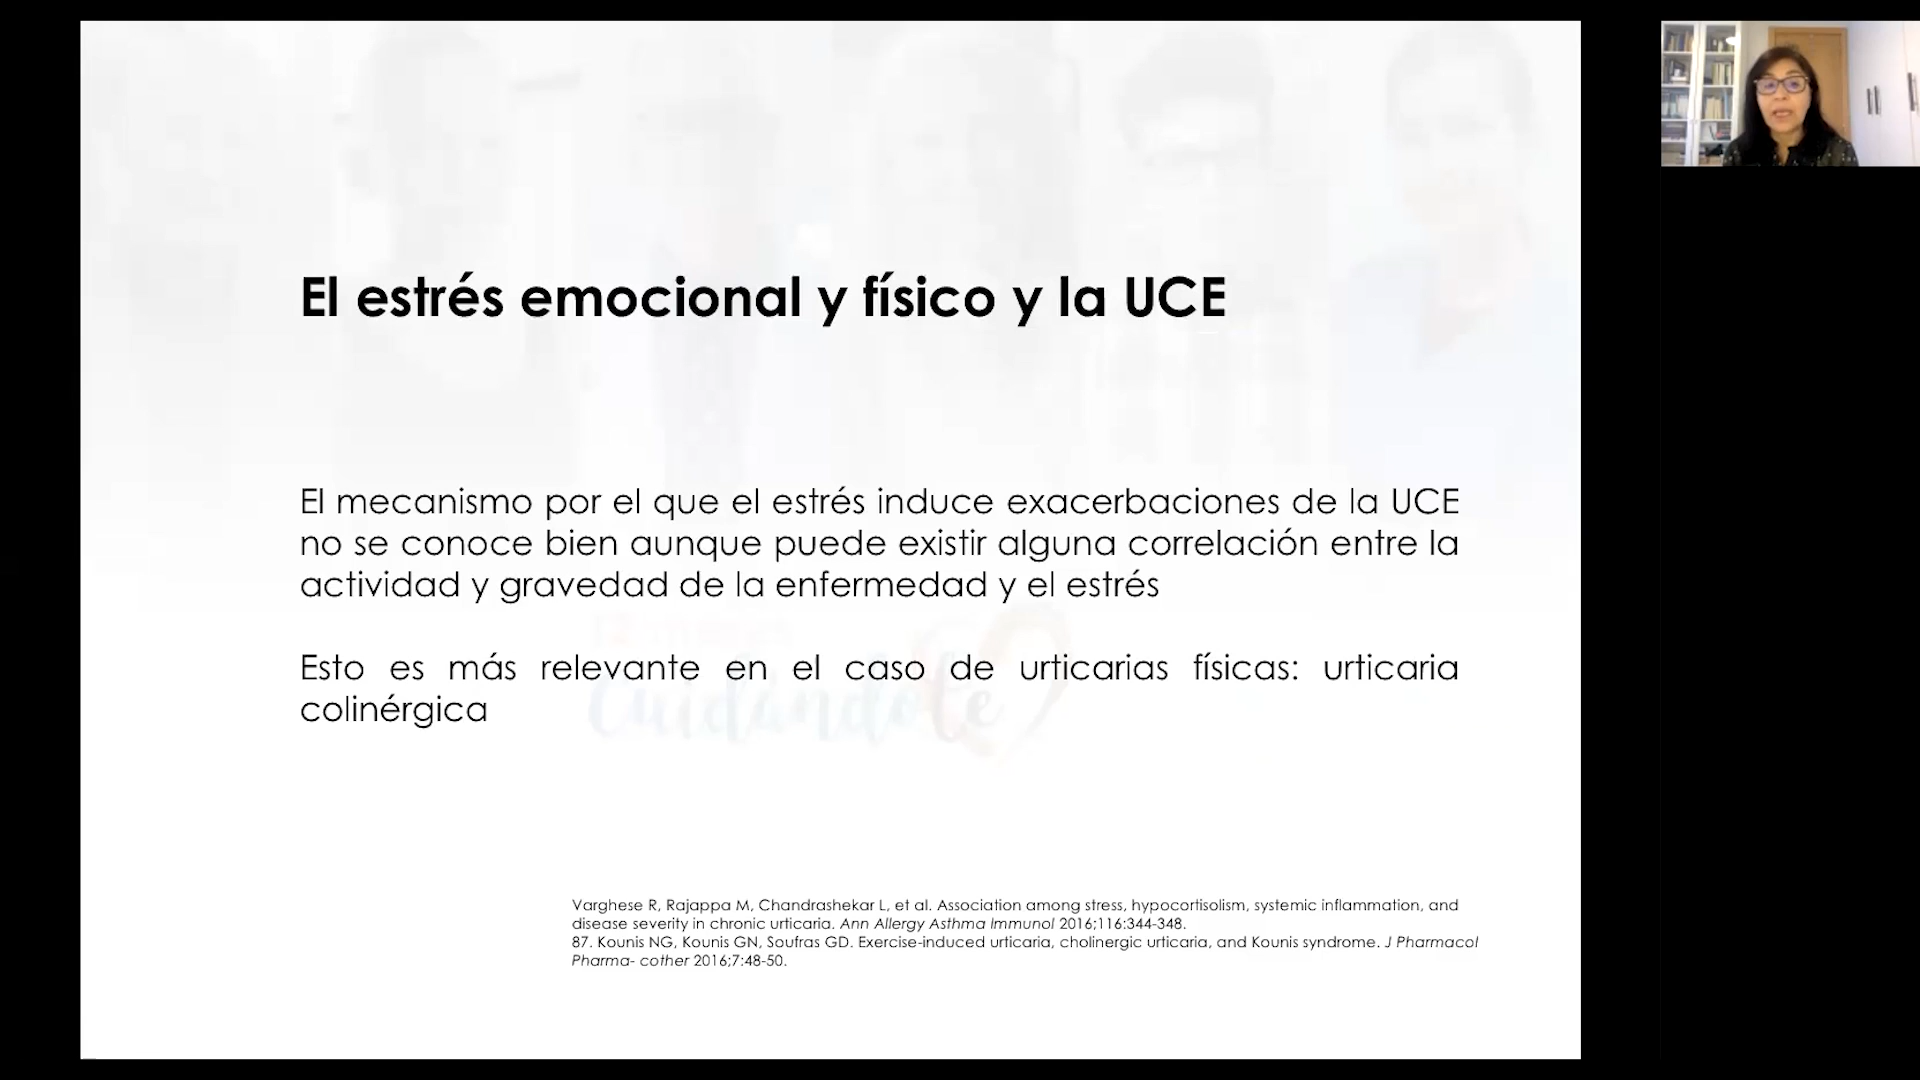 El estrés emocional y físico y la UCE
El mecanismo por el que el estrés induce exacerbaciones de la UCE
no se conoce bien aunque puede existir alguna correlación entre la
actividad y gravedad de la enfermedad y el estrés
Esto es más relevante en el caso de urticarias físicas: urticaria
colinérgica
Cuidándote
Varghese R, Rajappa M, Chandrashekar L, et al. Association among stress, hypocortisolism, systemic inflammation, and
disease severity in chronic urticaria. Ann Allergy Asthma Immunol 2016;116:344-348.
87. Kounis NG, Kounis GN, Soufras GD. Exercise-induced urticaria, cholinergic urticaria, and Kounis syndrome. J Pharmacol
Pharma- cother 2016;7:48-50.